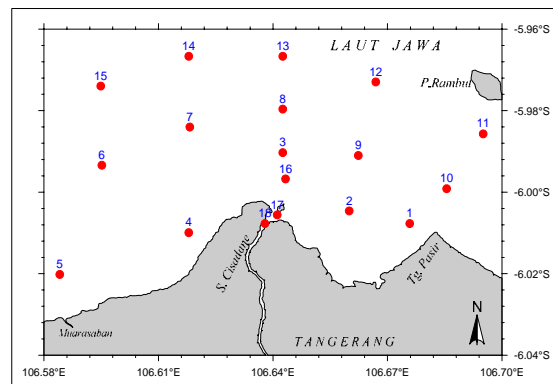 -5.96°S
14
13
LAUT JAWA
12
15
P.Rambut
8
-5.98°S
7
11
3
9
6
16
10
-6.00°S
17
2
1
18
4
S. Cisadane
Tg. Pasir
5
-6.02°S
N
Muarasaban
TANGERANG
-6.04°S
106.58°E
106.61°E
106.64°E
106.67°E
106.70°E